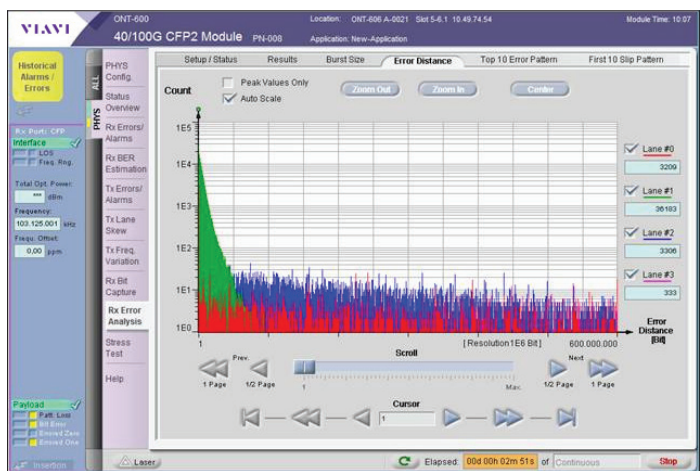 VIAVI
ONT-600
40/100G CFP2 Module PN-008
Location: ONT-606 A-0021 Slot 5-6.1 10.49.74.54
Application: New-Application
Module Time: 10:07
Historical
Alarms /
Errors
Rx Port: CFP
Interface
LOS
Freq. Rng.
Total Opt. Power:
*** dBm
Frequency:
103.125.001 kHz
Frequ. Offset:
0,00 ppm
Payload
Patt. Loss
Bit Error
Errored Zero
Errored One
Insertion
ALL
PHYS
PHYS
Config.
Status
Overview
Rx Errors/
Alarms
Rx BER
Estimation
Tx Errors/
Alarms
Tx Lane
Skew
Tx Freq.
Variation
Rx Bit
Capture
Rx Error
Analysis
Stress
Test
Help
Setup / Status Results Burst Size Error Distance Top 10 Error Pattern First 10 Slip Pattern
Count
Peak Values Only
Auto Scale
Zoom Out Zoom In Center
1E5
1E4
1E3
1E2
1E1
1E0
1 [Resolution1E6 Bit] 600.000.000
Lane #0
3209
Lane #1
36183
Lane #2
3306
Lane #3
333
Error
Distance
[Bit]
Scroll
Prev. Next
1 Page 1/2 Page 1 Max. 1/2 Page 1 Page
Cursor
1
Laser
Elapsed: 00d 00h 02m 51s of Continuous Stop